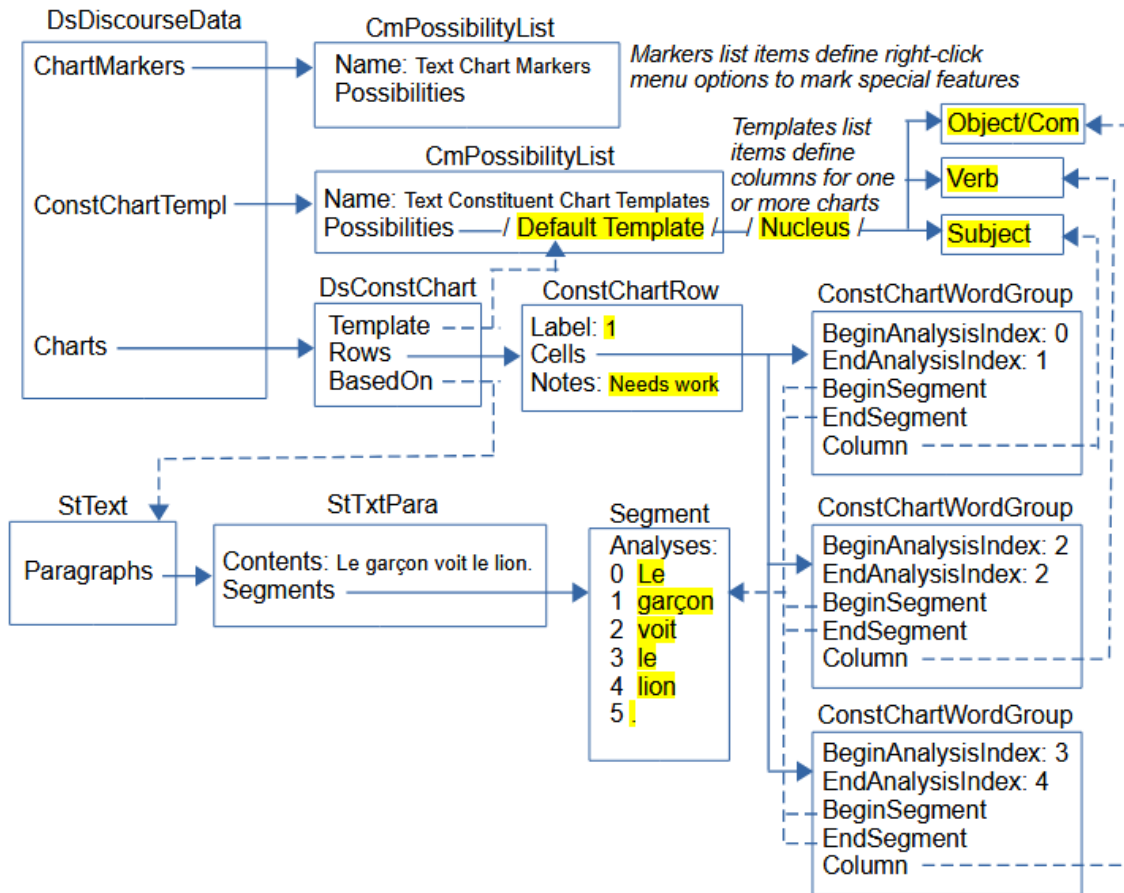 DsDiscourseData
ChartMarkers
ConstChartTempl
Charts
CmPossibilityList
Name: Text Chart Markers
Possibilities
Markers list items define right-click
menu options to mark special features
CmPossibilityList
Name: Text Constituent Chart Templates
Possibilities / Default Template / / Nucleus /
Templates list
items define
columns for one
or more charts
Object/Com
Verb
Subject
DsConstChart
Template
Rows
BasedOn
ConstChartRow
Label: 1
Cells
Notes: Needs work
ConstChartWordGroup
BeginAnalysisIndex: 0
EndAnalysisIndex: 1
BeginSegment
EndSegment
Column
StText
Paragraphs
StTxtPara
Contents: Le garçon voit le lion.
Segments
Segment
Analyses:
0 Le
1 garçon
2 voit
3 le
4 lion
5 .
ConstChartWordGroup
BeginAnalysisIndex: 2
EndAnalysisIndex: 2
BeginSegment
EndSegment
Column
ConstChartWordGroup
BeginAnalysisIndex: 3
EndAnalysisIndex: 4
BeginSegment
EndSegment
Column